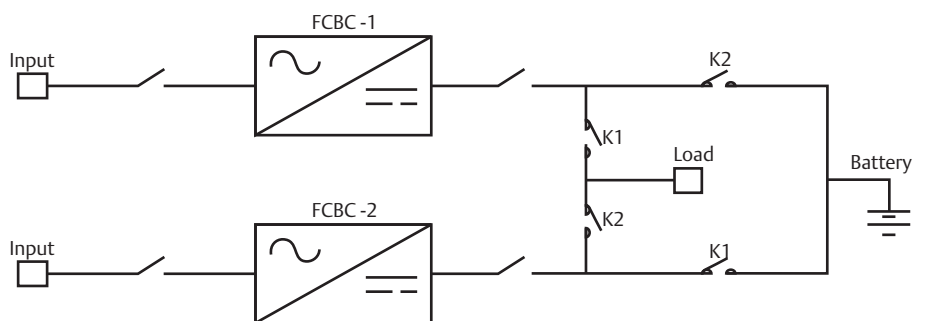 FCBC -1
Input
K2
K1
Load
Battery
FCBC -2
K2
Input
K1